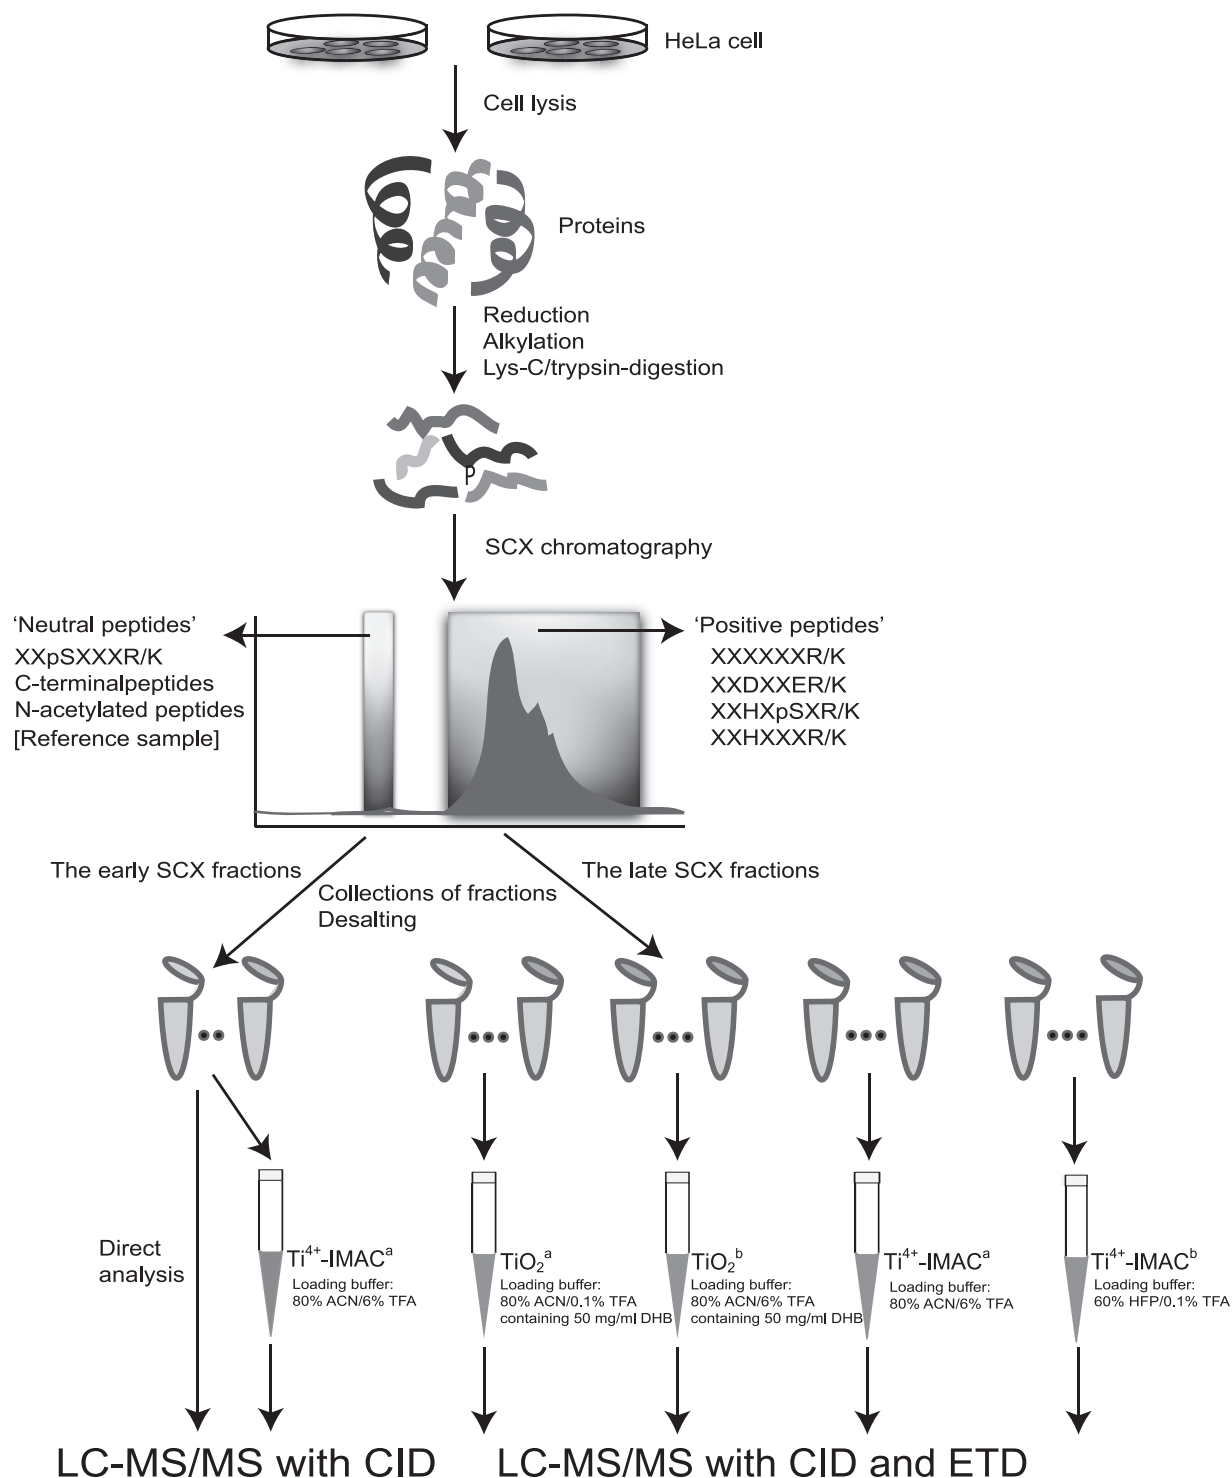 HeLa cell
Cell lysis
Proteins
Reduction
Alkylation
Lys-C/trypsin-digestion
P
SCX chromatography
'Neutral peptides'
XXpSXXXR/K
C-terminalpeptides
N-acetylated peptides
[Reference sample]
'Positive peptides'
XXXXXXR/K
XXDXXER/K
XXHXpSXR/K
XXHXXXR/K
The early SCX fractions
Collections of fractions
Desalting
The late SCX fractions
Direct
analysis
Ti⁴⁺-IMACᵃ
Loading buffer:
80% ACN/6% TFA
TiO₂ᵃ
Loading buffer:
80% ACN/0.1% TFA
containing 50 mg/ml DHB
TiO₂ᵇ
Loading buffer:
80% ACN/6% TFA
containing 50 mg/ml DHB
Ti⁴⁺-IMACᵃ
Loading buffer:
80% ACN/6% TFA
Ti⁴⁺-IMACᵇ
Loading buffer:
60% HFP/0.1% TFA
LC-MS/MS with CID
LC-MS/MS with CID and ETD